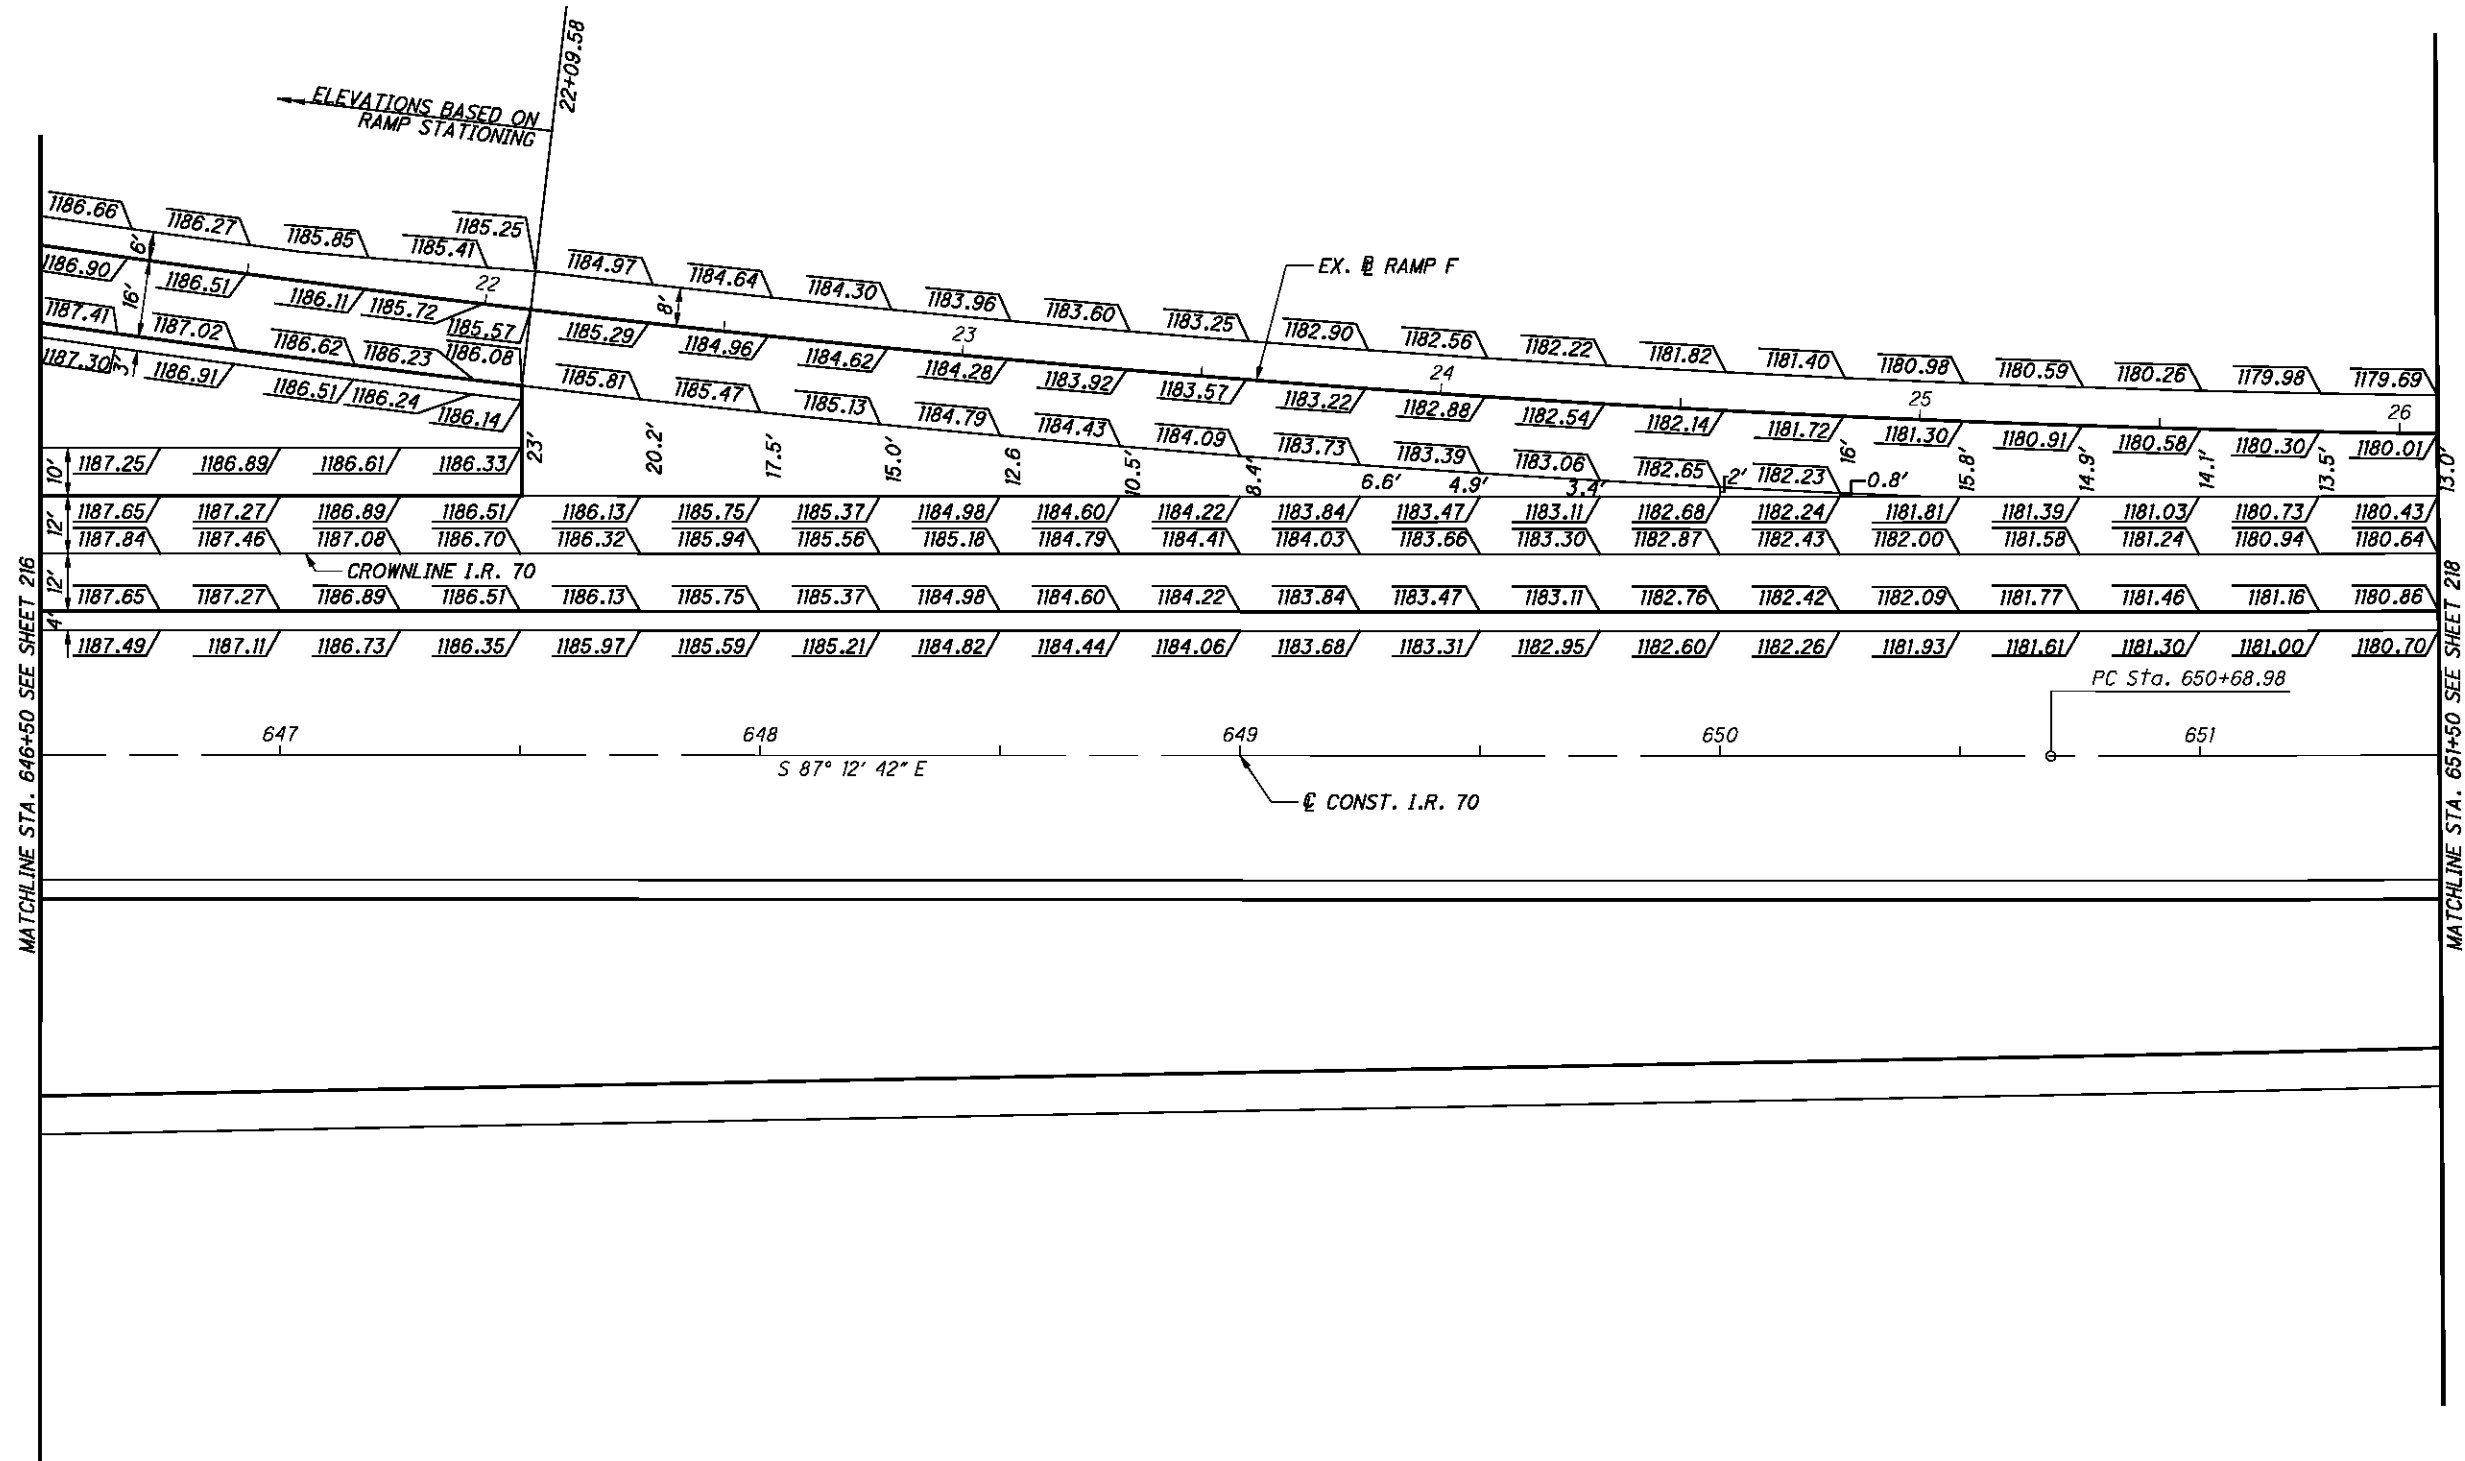 22+09.58
ELEVATIONS BASED ON
RAMP STATIONING
1186.66 1186.27 1185.85 1185.41 1185.25 1184.97 1184.64 1184.30 1183.96 1183.60 1183.25 1182.90 1182.56 1182.22 1181.82 1181.40 1180.98 1180.59 1180.26 1179.98 1179.69
6' 8'
EX. BL RAMP F
22 23 24 25 26
1186.90 1186.51 1186.11 1185.72 1185.57 1185.29 1184.96 1184.62 1184.28 1183.92 1183.57 1183.22 1182.88 1182.54 1182.14 1181.72 1181.30 1180.91 1180.58 1180.30 1180.01
16'
1187.41 1187.02 1186.62 1186.23 1186.08 1185.81 1185.47 1185.13 1184.79 1184.43 1184.09 1183.73 1183.39 1183.06 1182.65 1182.23
1187.30 3' 1186.91 1186.51 1186.24 1186.14
23' 20.2' 17.5' 15.0' 12.6 10.5' 8.4' 6.6' 4.9' 3.4' 2' 0.8' 16' 15.8' 14.9' 14.1' 13.5' 13.0'
10' 1187.25 1186.89 1186.61 1186.33
12' 1187.65 1187.27 1186.89 1186.51 1186.13 1185.75 1185.37 1184.98 1184.60 1184.22 1183.84 1183.47 1183.11 1182.68 1182.24 1181.81 1181.39 1181.03 1180.73 1180.43
1187.84 1187.46 1187.08 1186.70 1186.32 1185.94 1185.56 1185.18 1184.79 1184.41 1184.03 1183.66 1183.30 1182.87 1182.43 1182.00 1181.58 1181.24 1180.94 1180.64
CROWNLINE I.R. 70
12' 1187.65 1187.27 1186.89 1186.51 1186.13 1185.75 1185.37 1184.98 1184.60 1184.22 1183.84 1183.47 1183.11 1182.76 1182.42 1182.09 1181.77 1181.46 1181.16 1180.86
4'
1187.49 1187.11 1186.73 1186.35 1185.97 1185.59 1185.21 1184.82 1184.44 1184.06 1183.68 1183.31 1182.95 1182.60 1182.26 1181.93 1181.61 1181.30 1181.00 1180.70
PC Sta. 650+68.98
647 648 649 650 651
S 87° 12' 42" E
℄ CONST. I.R. 70
MATCHLINE STA. 646+50 SEE SHEET 216
MATCHLINE STA. 651+50 SEE SHEET 218